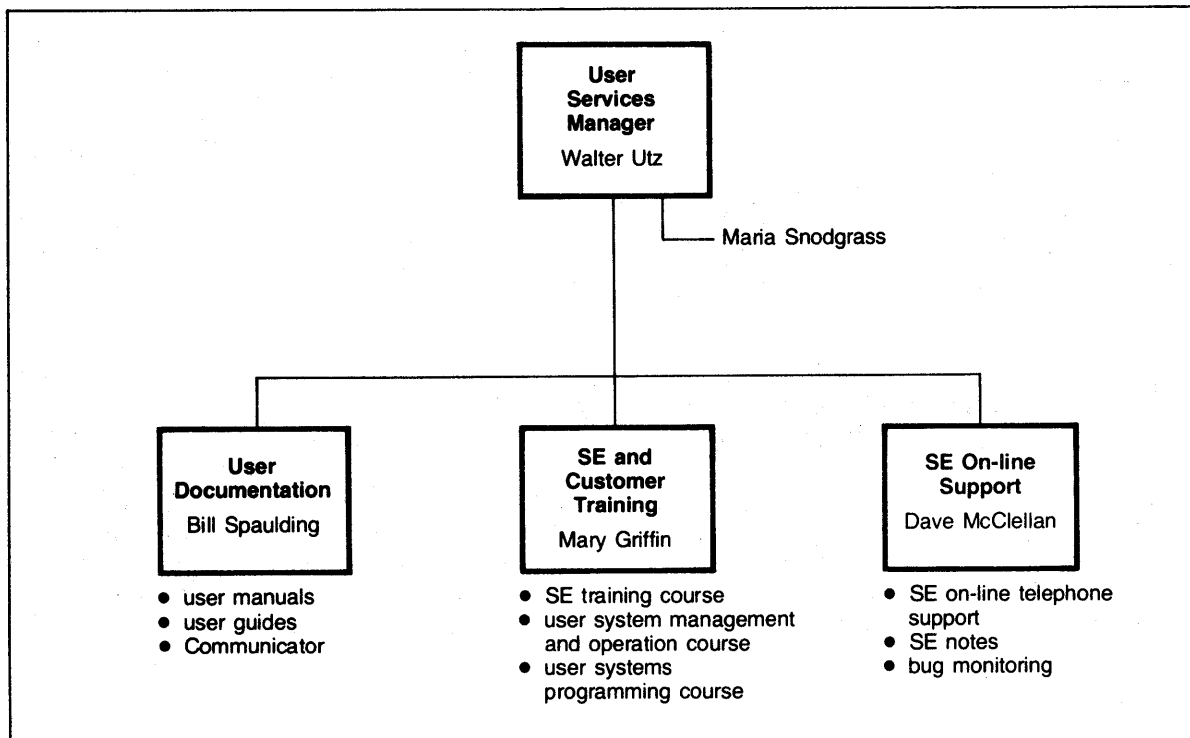 User
Services
Manager
Walter Utz
Maria Snodgrass
User
Documentation
Bill Spaulding
• user manuals
• user guides
• Communicator
SE and
Customer
Training
Mary Griffin
• SE training course
• user system management
and operation course
• user systems
programming course
SE On-line
Support
Dave McClellan
• SE on-line telephone
support
• SE notes
• bug monitoring